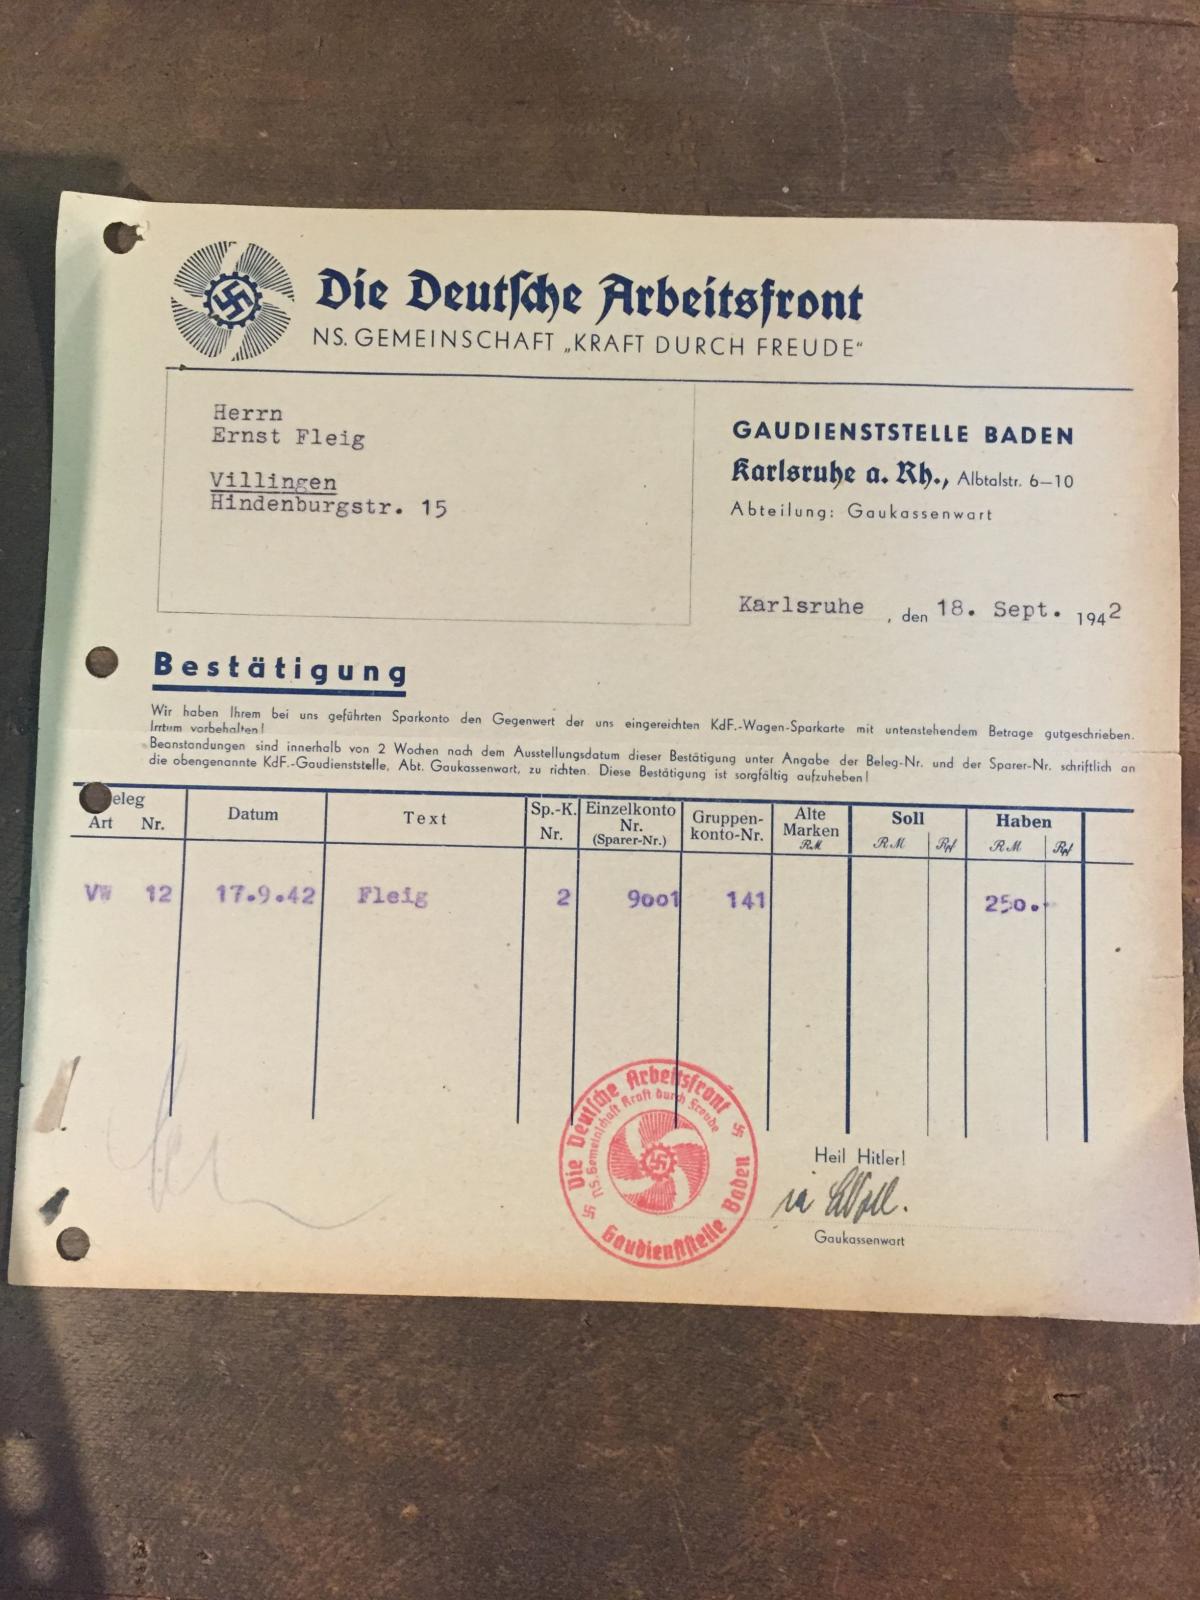 Die Deutsche Arbeitsfront
NS. GEMEINSCHAFT „KRAFT DURCH FREUDE“
Herrn
Ernst Fleig
Villingen
Hindenburgstr. 15
GAUDIENSTSTELLE BADEN
Karlsruhe a. Rh., Albtalstr. 6—10
Abteilung: Gaukassenwart
Karlsruhe, den 18. Sept. 1942
Bestätigung
Wir haben Ihrem bei uns geführten Sparkonto den Gegenwert der uns eingereichten KdF.-Wagen-Sparkarte mit untenstehendem Betrage gutgeschrieben.
Irrtum vorbehalten!
Beanstandungen sind innerhalb von 2 Wochen nach dem Ausstellungsdatum dieser Bestätigung unter Angabe der Beleg-Nr. und der Sparer-Nr. schriftlich an
die obengenannte KdF.-Gaudienststelle, Abt. Gaukassenwart, zu richten. Diese Bestätigung ist sorgfältig aufzuheben!
eleg
Art Nr.
Datum
Text
Sp.-K.
Nr.
Einzelkonto
Nr.
(Sparer-Nr.)
Gruppen-
konto-Nr.
Alte
Marken
RM
Soll
RM Rpf
Haben
RM Rpf
VW 12 17.9.42 Fleig 2 9001 141 250.-
Die Deutsche Arbeitsfront
NS. Gemeinschaft Kraft durch Freude
Gaudienststelle Baden
Heil Hitler!
Gaukassenwart